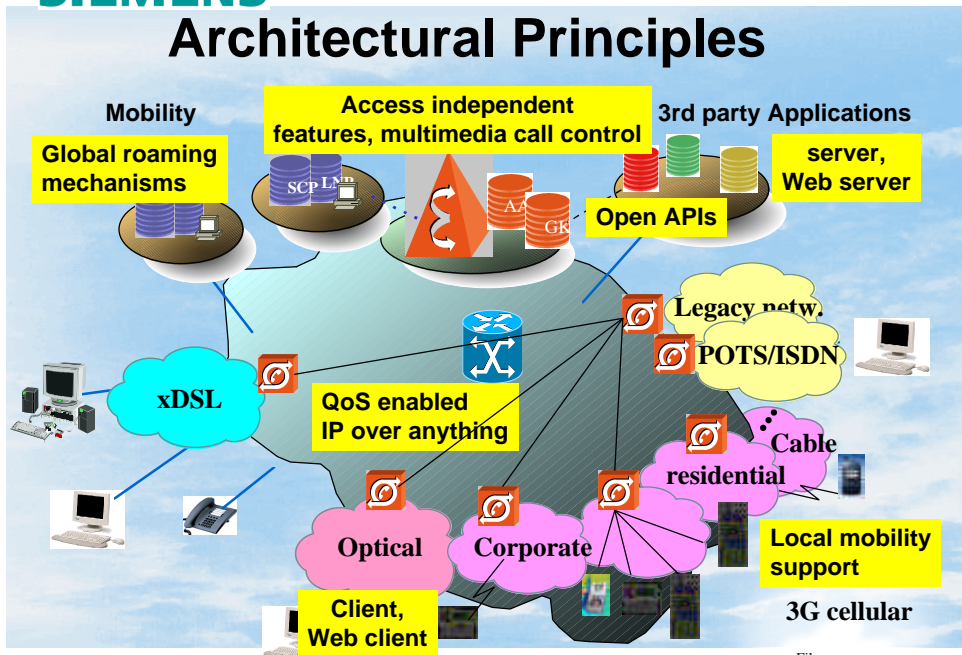 SIEMENS
Architectural Principles
Mobility
Access independent
features, multimedia call control
3rd party Applications
Global roaming
mechanisms
server,
Web server
SCP
Open APIs
GK
Legacy netw.
POTS/ISDN
xDSL
QoS enabled
IP over anything
Cable
residential
Optical
Corporate
Local mobility
support
3G cellular
Client,
Web client